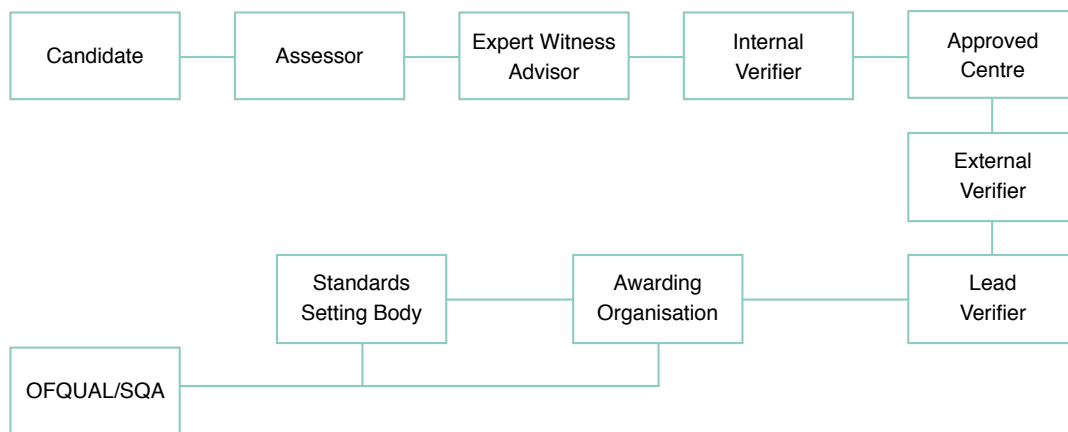 Candidate
Assessor
Expert Witness
Advisor
Internal
Verifier
Approved
Centre
External
Verifier
Lead
Verifier
Awarding
Organisation
Standards
Setting Body
OFQUAL/SQA